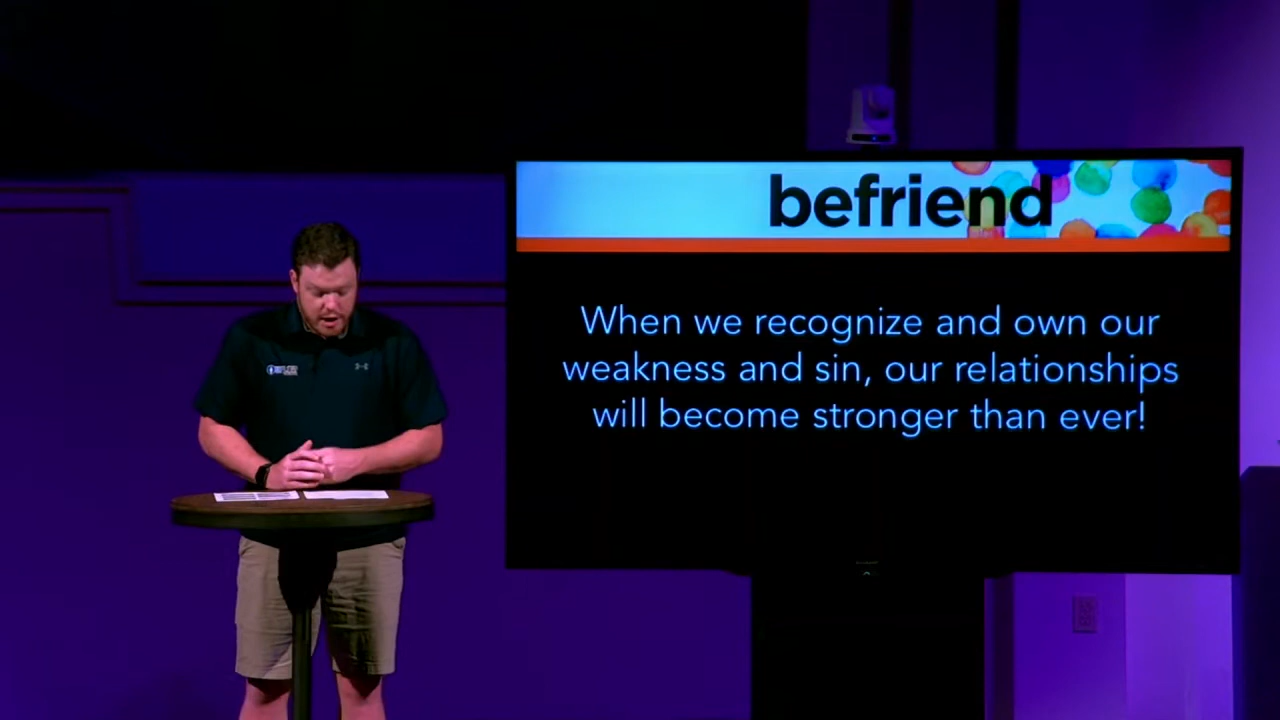 befriend
When we recognize and own our
weakness and sin, our relationships
will become stronger than ever!